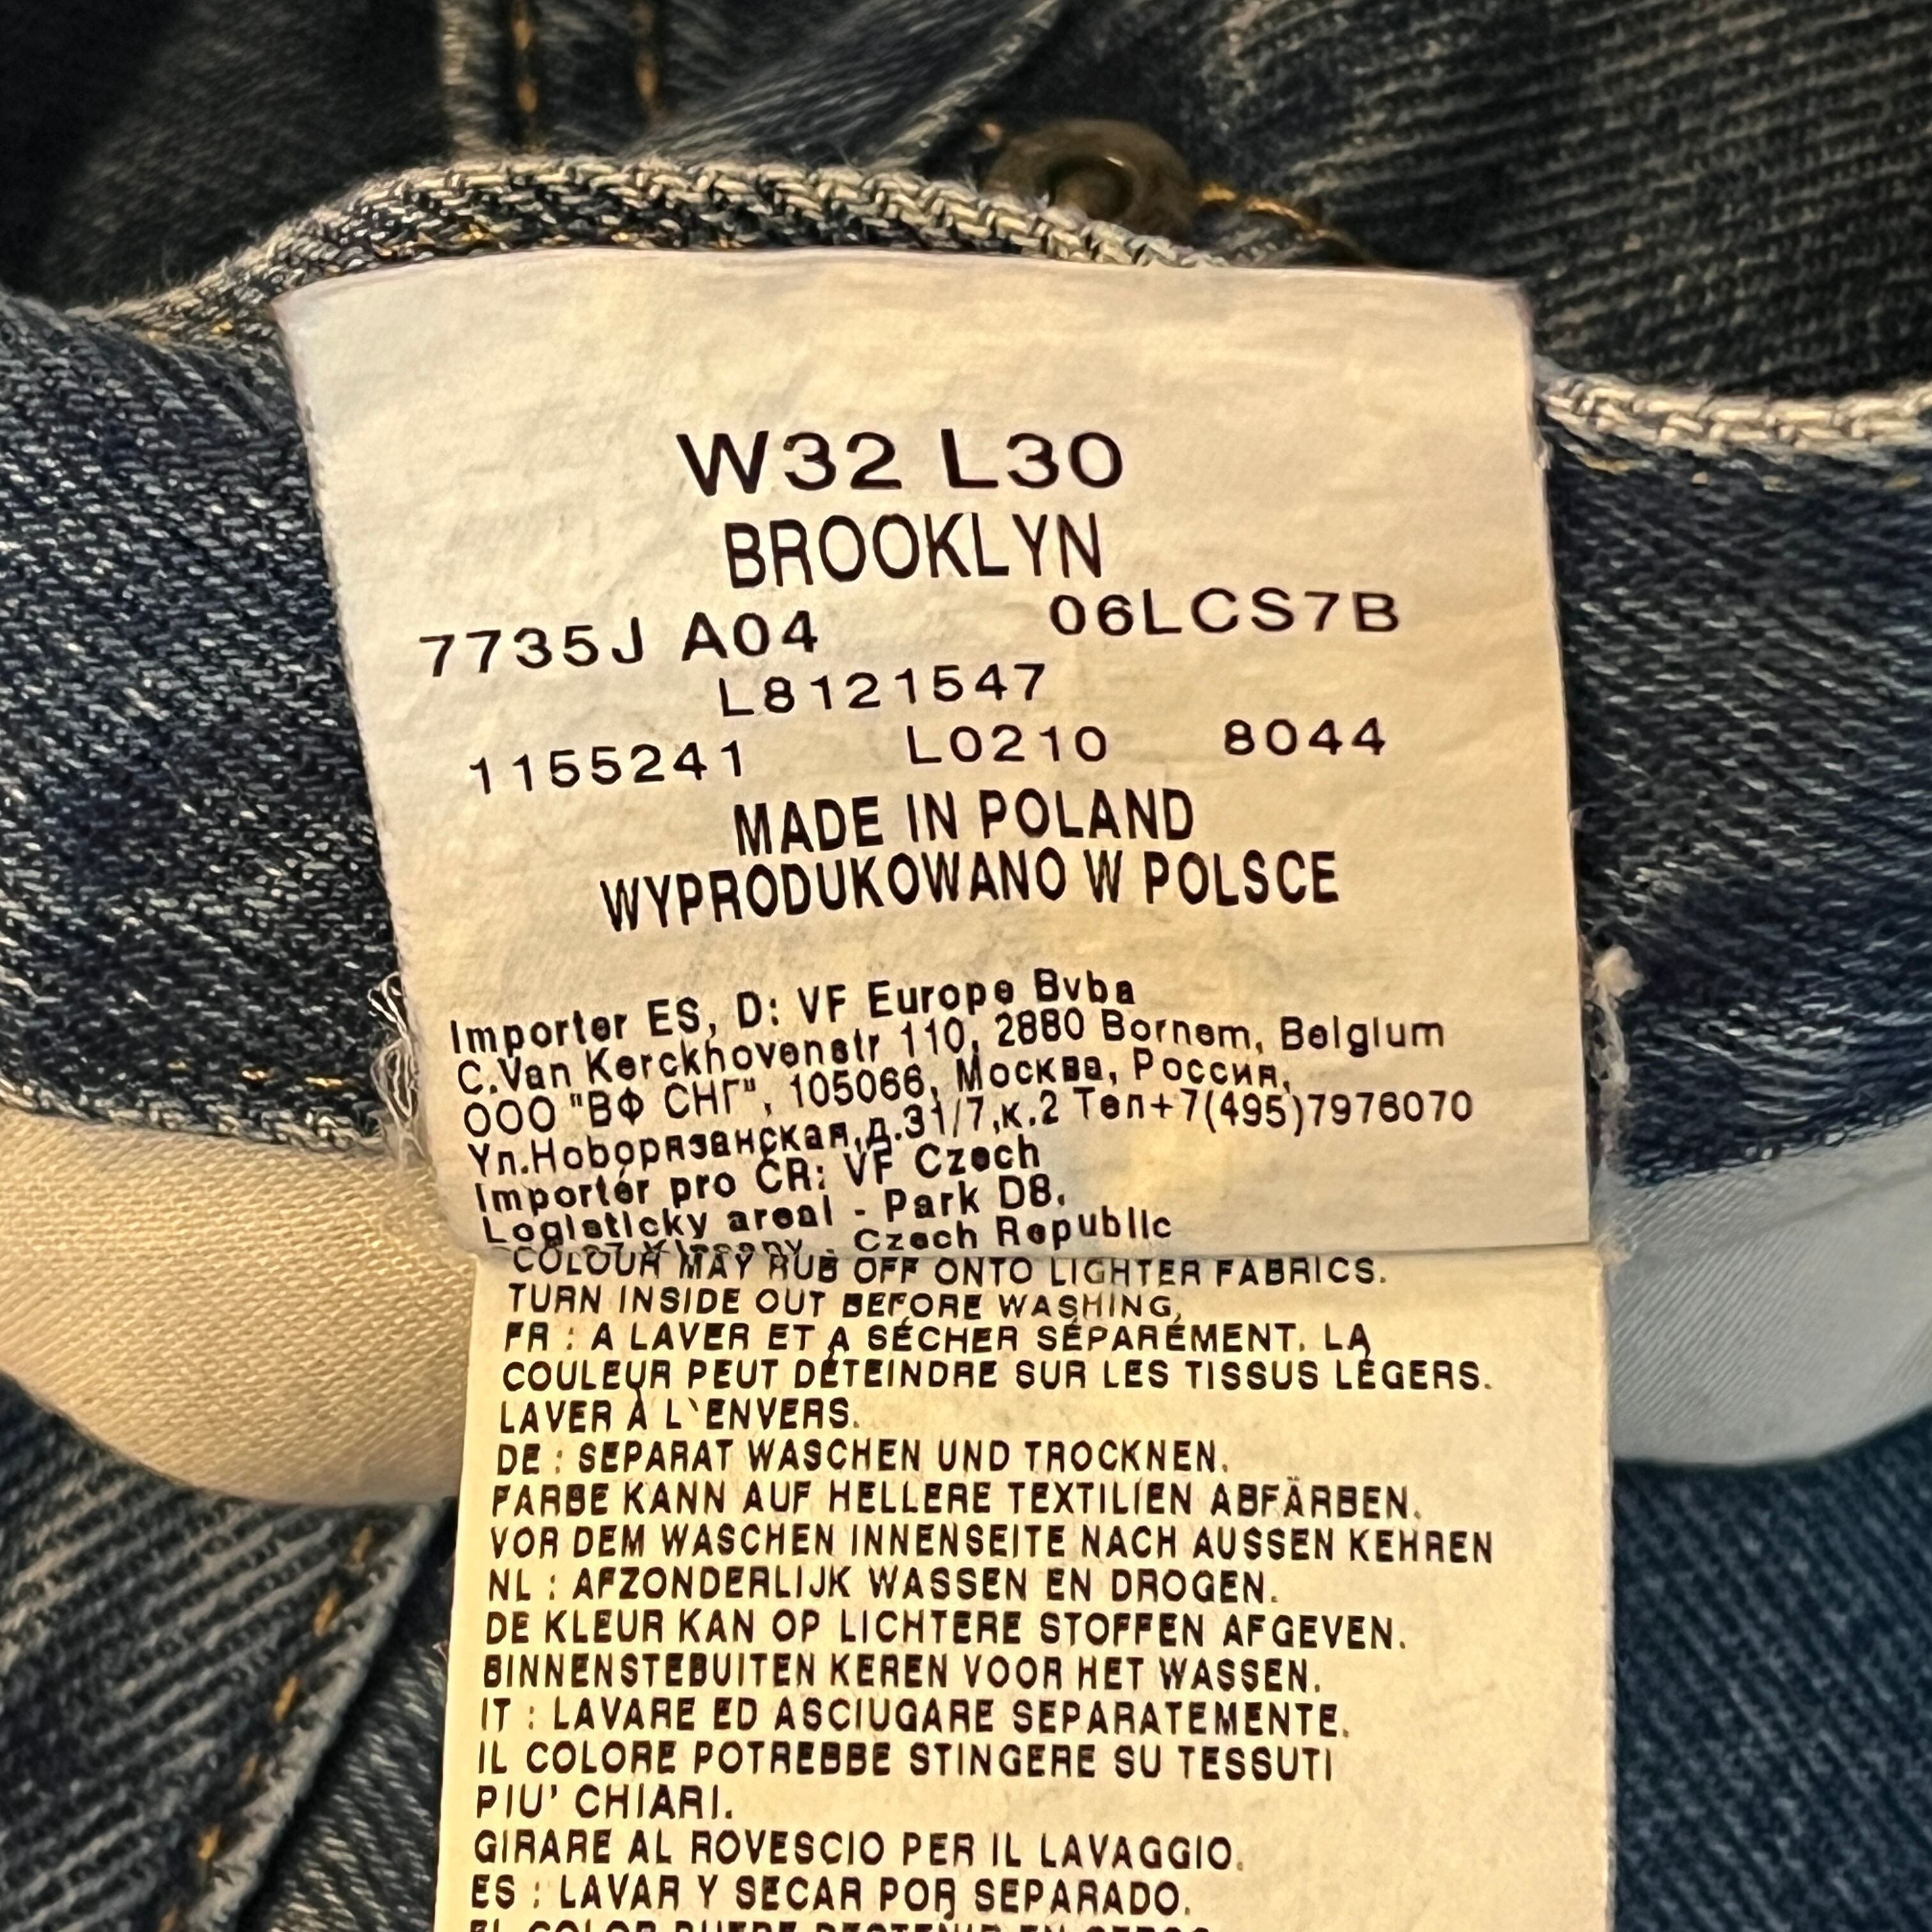 W32 L30
BROOKLYN
7735J A04 06LCS7B
L8121547
1155241 L0210 8044
MADE IN POLAND
WYPRODUKOWANO W POLSCE
Importer ES, D: VF Europe Bvba
C.Van Kerckhovenstr 110, 2880 Bornem, Belgium
ООО "ВФ СНГ", 105066, Москва, Россия,
Ул.Новорязанская,д.31/7,к.2 Тел+7(495)7976070
Importér pro ČR: VF Czech
Logisticky areal - Park D8.
Czech Republic
COLOUR MAY RUB OFF ONTO LIGHTER FABRICS.
TURN INSIDE OUT BEFORE WASHING,
FR : A LAVER ET A SÉCHER SÉPARÉMENT. LA
COULEUR PEUT DÉTEINDRE SUR LES TISSUS LÉGERS.
LAVER À L`ENVERS.
DE : SEPARAT WASCHEN UND TROCKNEN.
FARBE KANN AUF HELLERE TEXTILIEN ABFÄRBEN.
VOR DEM WASCHEN INNENSEITE NACH AUSSEN KEHREN
NL : AFZONDERLIJK WASSEN EN DROGEN.
DE KLEUR KAN OP LICHTERE STOFFEN AFGEVEN.
BINNENSTEBUITEN KEREN VOOR HET WASSEN.
IT : LAVARE ED ASCIUGARE SEPARATEMENTE.
IL COLORE POTREBBE STINGERE SU TESSUTI
PIU' CHIARI.
GIRARE AL ROVESCIO PER IL LAVAGGIO.
ES : LAVAR Y SECAR POR SEPARADO.